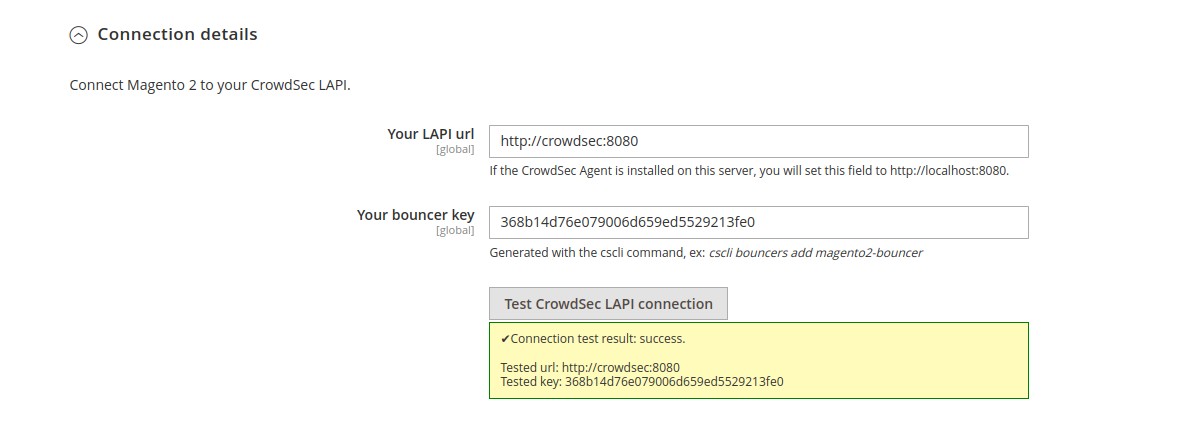 Connection details
Connect Magento 2 to your CrowdSec LAPI.
Your LAPI url
[global]
http://crowdsec:8080
If the CrowdSec Agent is installed on this server, you will set this field to http://localhost:8080.
Your bouncer key
[global]
368b14d76e079006d659ed5529213fe0
Generated with the cscli command, ex: cscli bouncers add magento2-bouncer
Test CrowdSec LAPI connection
✔Connection test result: success.
Tested url: http://crowdsec:8080
Tested key: 368b14d76e079006d659ed5529213fe0